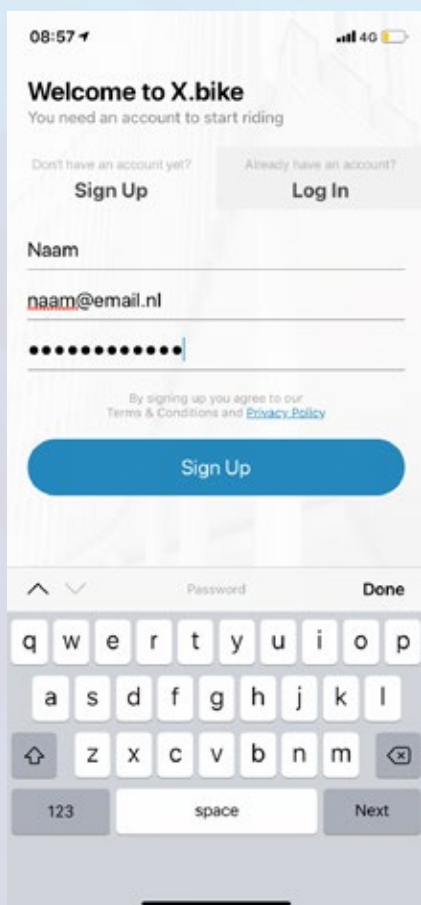 08:57
4G
Welcome to X.bike
You need an account to start riding
Don't have an account yet?
Sign Up
Already have an account?
Log In
Naam
naam@email.nl
●●●●●●●●●●●●
By signing up you agree to our
Terms & Conditions and Privacy Policy
Sign Up
Password
Done
q w e r t y u i o p
a s d f g h j k l
z x c v b n m
123 space Next